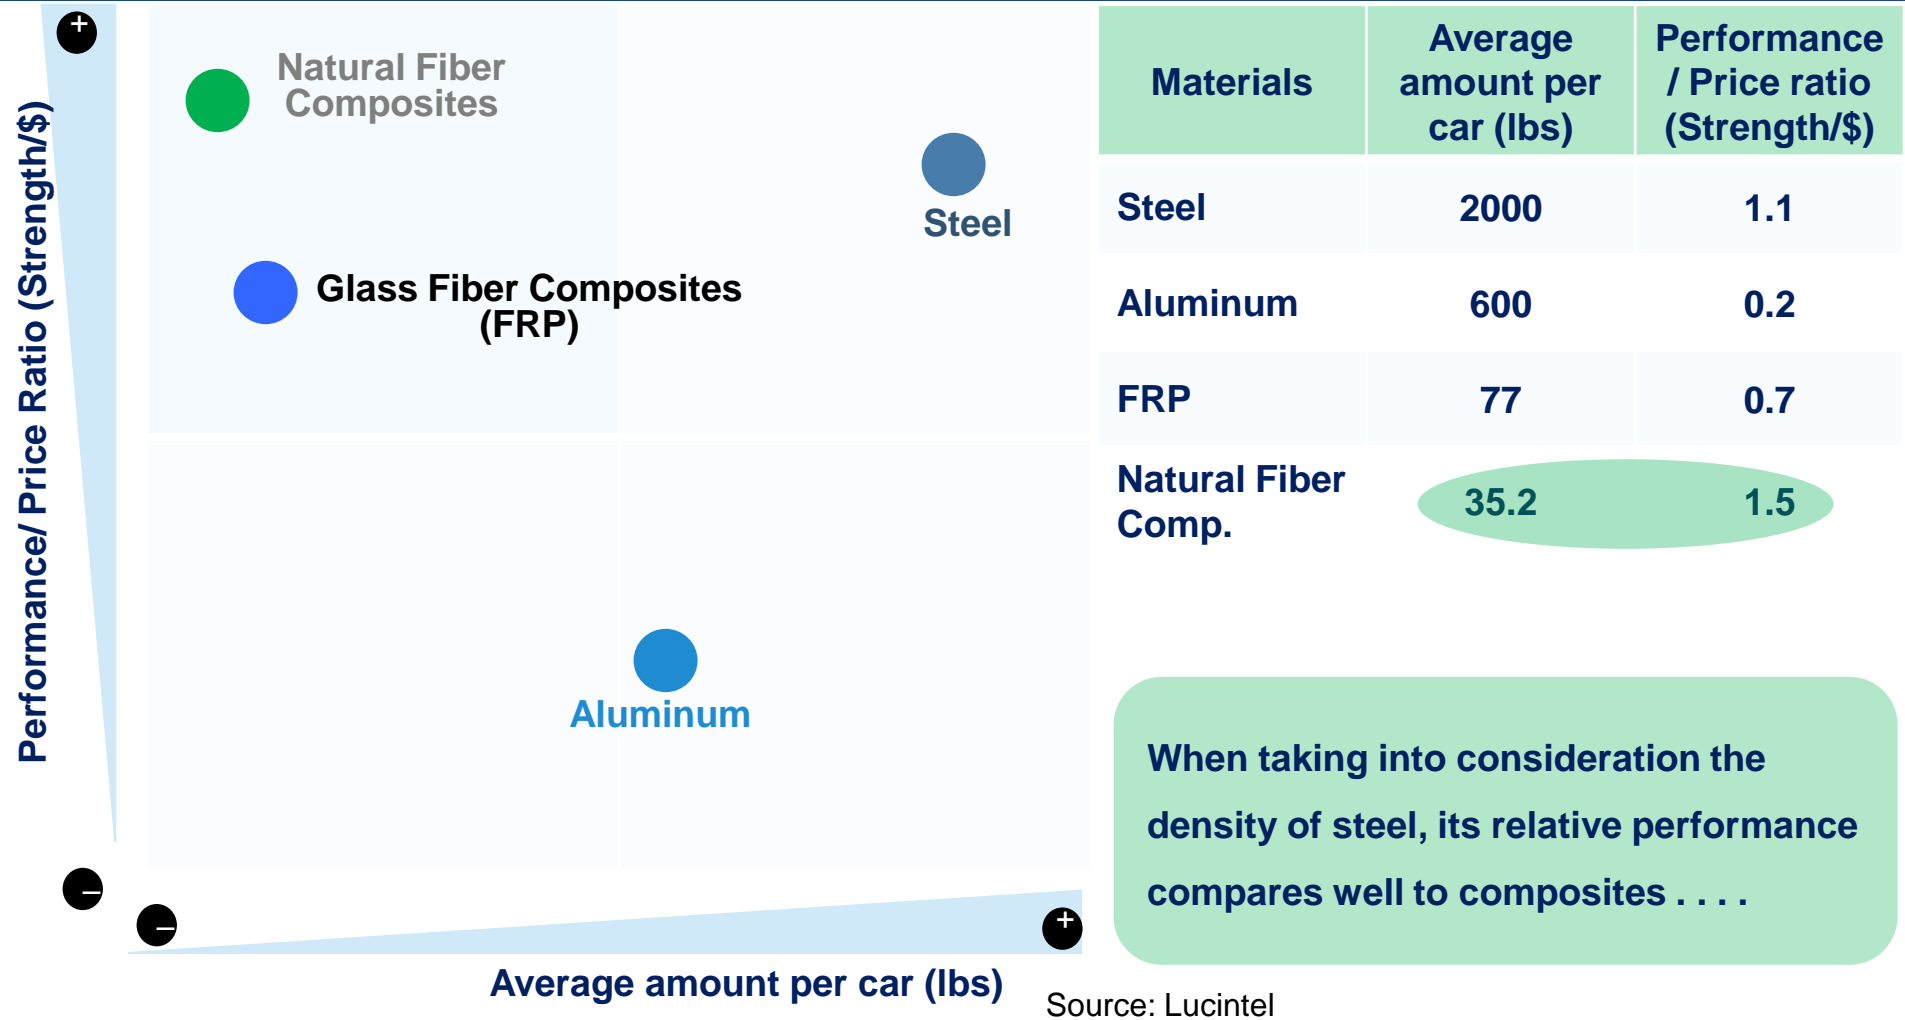 +
Performance/ Price Ratio (Strength/$)
–
Natural Fiber
Composites
Steel
Glass Fiber Composites
(FRP)
Aluminum
–
+
Average amount per car (lbs)
Materials
Average
amount per
car (lbs)
Performance
/ Price ratio
(Strength/$)
Steel 2000 1.1
Aluminum 600 0.2
FRP 77 0.7
Natural Fiber
Comp.
35.2 1.5
When taking into consideration the
density of steel, its relative performance
compares well to composites . . . .
Source: Lucintel